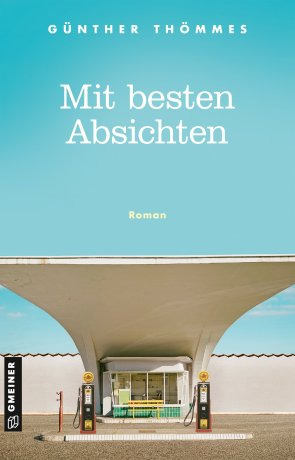 GÜNTHER THÖMMES
Mit besten
Absichten
Roman
GMEINER